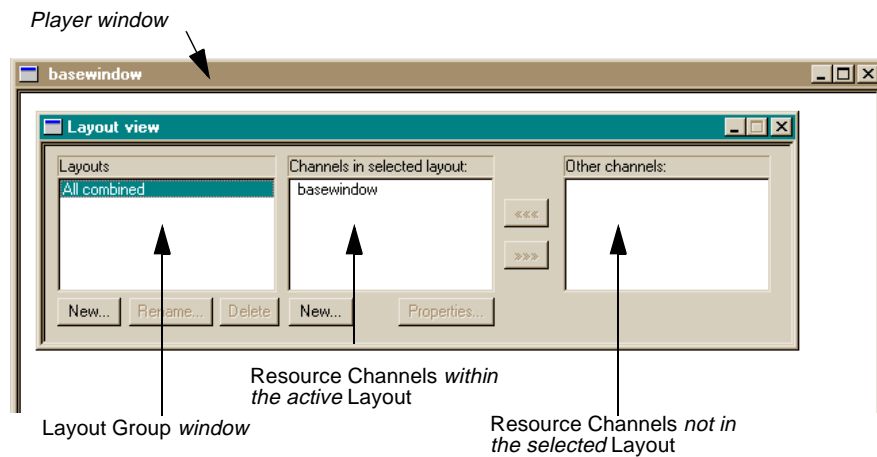 Player window
basewindow
Layout view
Layouts
Channels in selected layout:
Other channels:
All combined
basewindow
<<<
>>>
New...
Rename...
Delete
New...
Properties...
Resource Channels within
the active Layout
Layout Group window
Resource Channels not in
the selected Layout